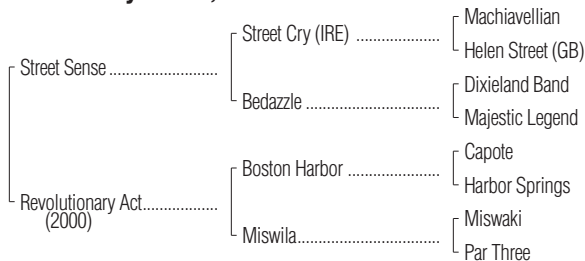 Machiavellian
Street Cry (IRE) ....................
Helen Street (GB)
Street Sense ..........................
Dixieland Band
Bedazzle ................................
Majestic Legend
Capote
Boston Harbor ......................
Harbor Springs
Revolutionary Act..................
(2000)
Miswaki
Miswila..................................
Par Three